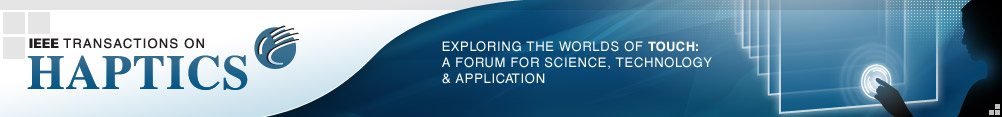 IEEE TRANSACTIONS ON
HAPTICS
EXPLORING THE WORLDS OF TOUCH:
A FORUM FOR SCIENCE, TECHNOLOGY
& APPLICATION